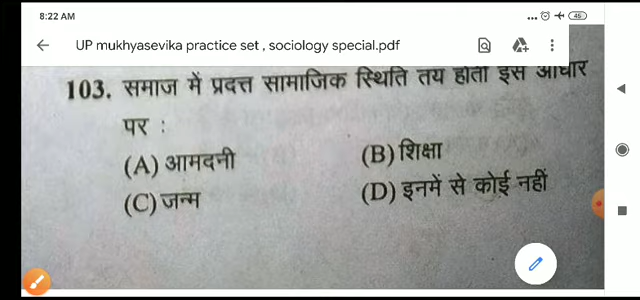 8:22 AM
45
UP mukhyasevika practice set , sociology special.pdf
103. समाज में प्रदत्त सामाजिक स्थिति तय होती इस आधार
पर :
(A) आमदनी (B) शिक्षा
(C) जन्म (D) इनमें से कोई नहीं